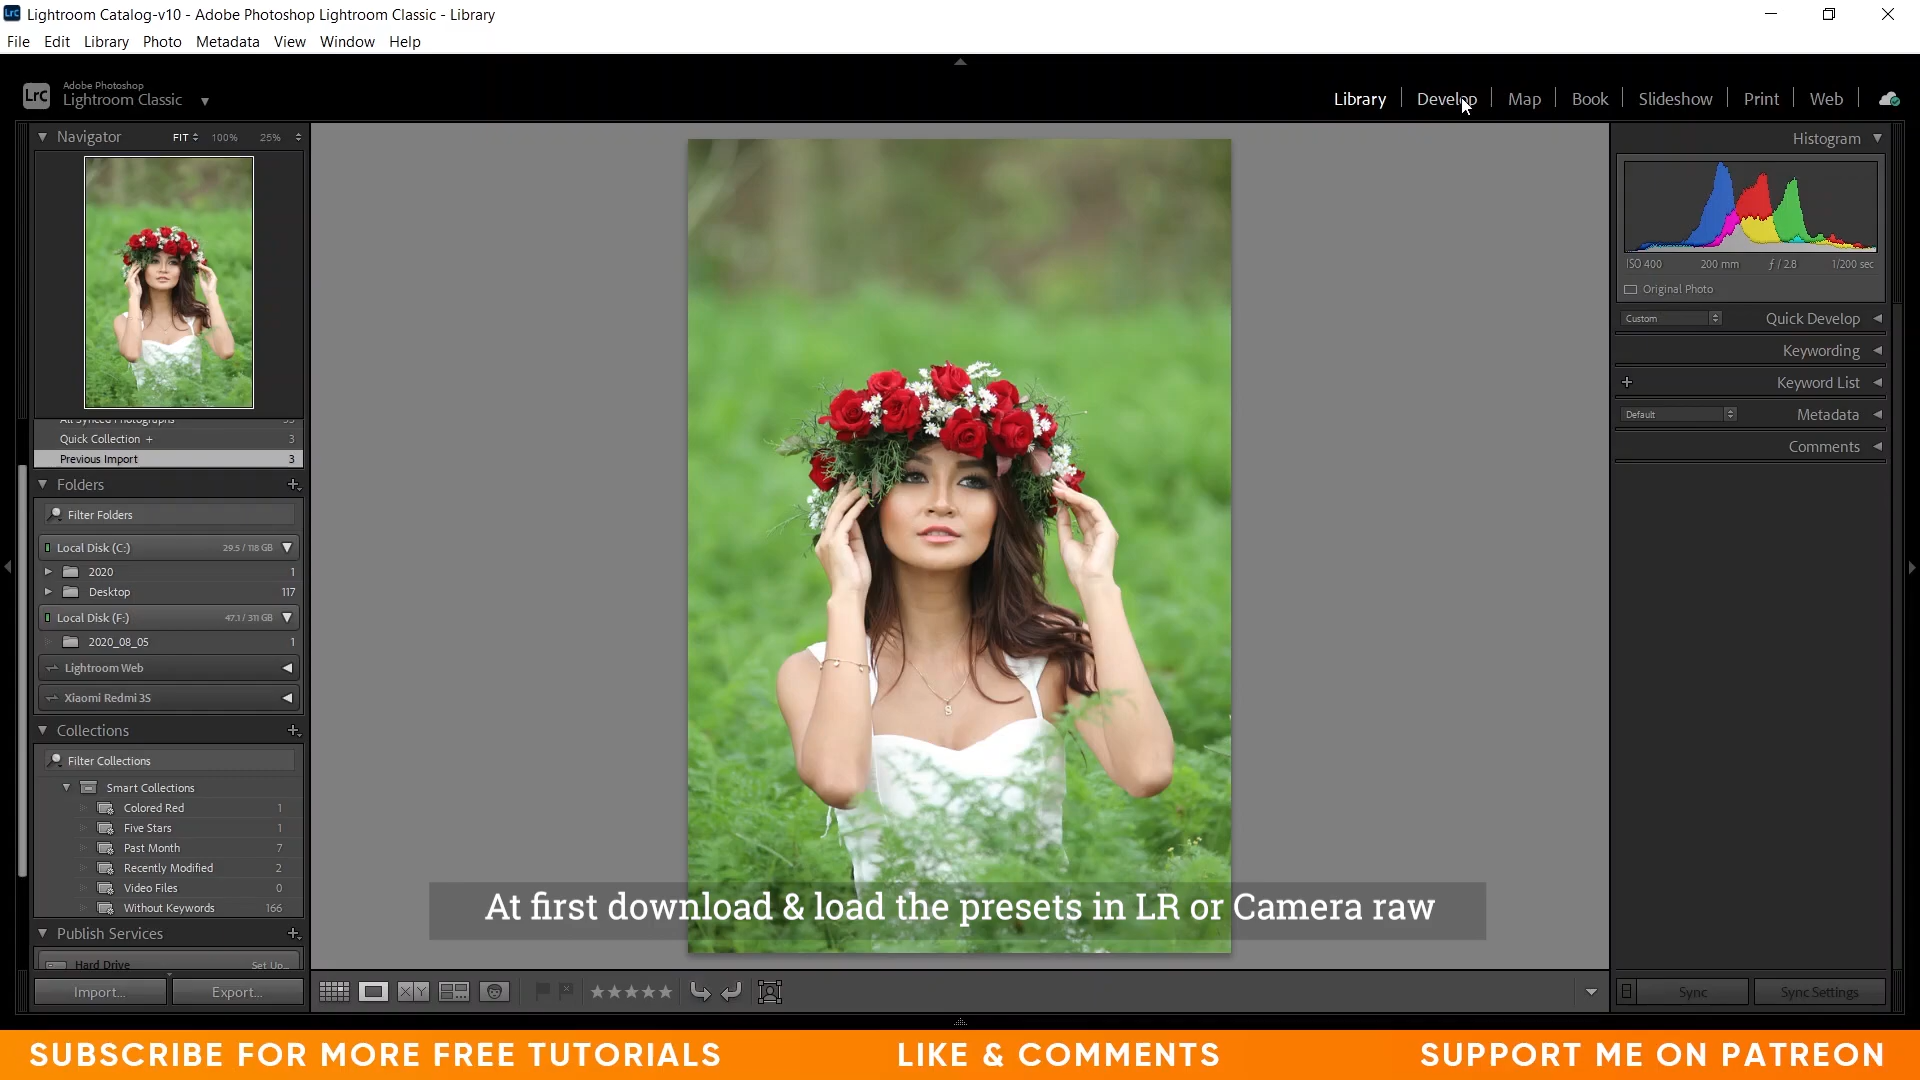 Lightroom Catalog-v10 - Adobe Photoshop Lightroom Classic - Library
File Edit Library Photo Metadata View Window Help
LrC
Adobe Photoshop
Lightroom Classic
Library | Develop | Map | Book | Slideshow | Print | Web
Navigator FIT 100% 25%
All Synced Photographs
Quick Collection + 3
Previous Import 3
Folders
Filter Folders
Local Disk (C:) 29.5 / 118 GB
2020 1
Desktop 117
Local Disk (F:) 47.1 / 311 GB
2020_08_05 1
Lightroom Web
Xiaomi Redmi 3S
Collections
Filter Collections
Smart Collections
Colored Red 1
Five Stars 1
Past Month 7
Recently Modified 2
Video Files 0
Without Keywords 166
Publish Services
Hard Drive Set Up...
Import... Export...
Histogram
ISO 400 200 mm ƒ / 2.8 1/200 sec
Original Photo
Custom Quick Develop
Keywording
Keyword List
Default Metadata
Comments
Sync Sync Settings
X Y
At first download & load the presets in LR or Camera raw
SUBSCRIBE FOR MORE FREE TUTORIALS LIKE & COMMENTS SUPPORT ME ON PATREON